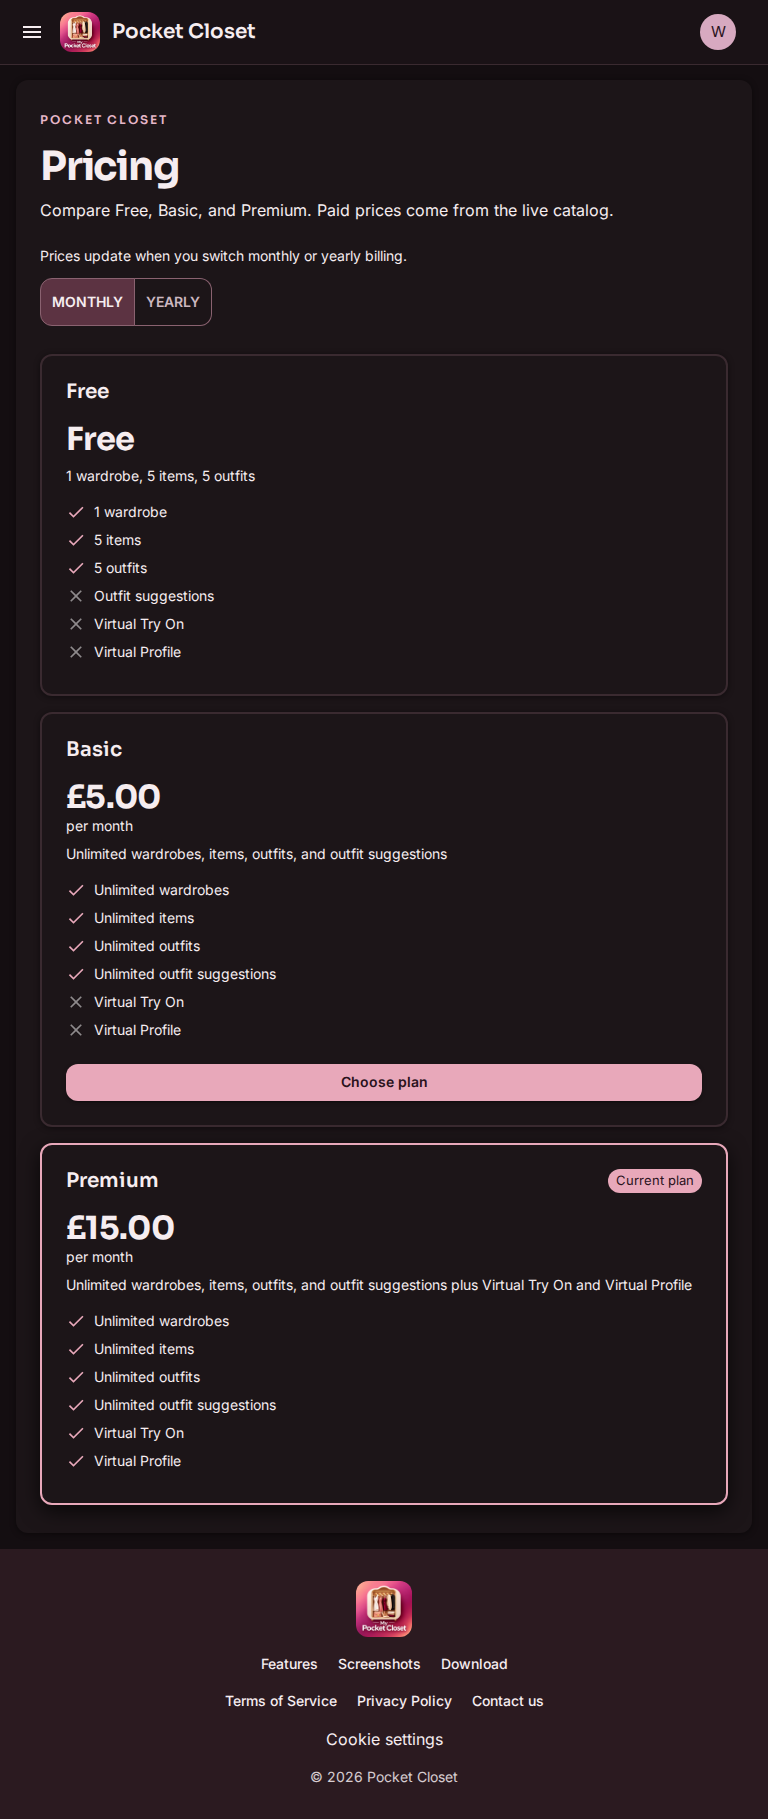 Pocket Closet
W
POCKET CLOSET
Pricing
Compare Free, Basic, and Premium. Paid prices come from the live catalog.
Prices update when you switch monthly or yearly billing.
MONTHLY YEARLY
Free
Free
1 wardrobe, 5 items, 5 outfits
1 wardrobe
5 items
5 outfits
Outfit suggestions
Virtual Try On
Virtual Profile
Basic
£5.00
per month
Unlimited wardrobes, items, outfits, and outfit suggestions
Unlimited wardrobes
Unlimited items
Unlimited outfits
Unlimited outfit suggestions
Virtual Try On
Virtual Profile
Choose plan
Premium Current plan
£15.00
per month
Unlimited wardrobes, items, outfits, and outfit suggestions plus Virtual Try On and Virtual Profile
Unlimited wardrobes
Unlimited items
Unlimited outfits
Unlimited outfit suggestions
Virtual Try On
Virtual Profile
My
Pocket Closet
Features Screenshots Download
Terms of Service Privacy Policy Contact us
Cookie settings
© 2026 Pocket Closet